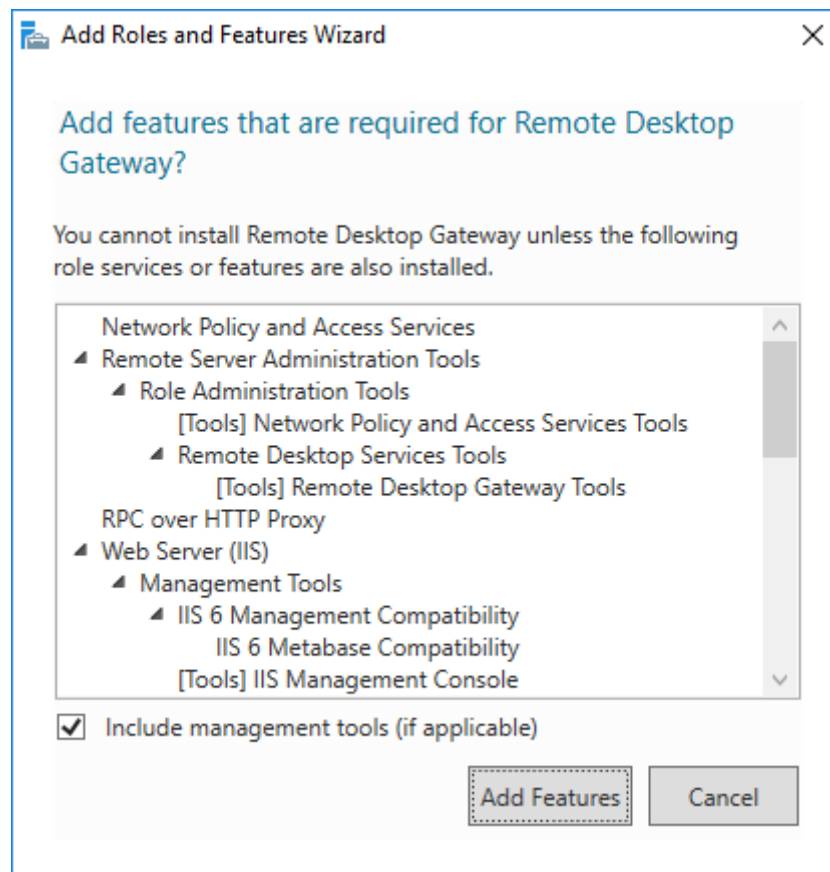 Add Roles and Features Wizard
Add features that are required for Remote Desktop
Gateway?
You cannot install Remote Desktop Gateway unless the following
role services or features are also installed.
Network Policy and Access Services
Remote Server Administration Tools
Role Administration Tools
[Tools] Network Policy and Access Services Tools
Remote Desktop Services Tools
[Tools] Remote Desktop Gateway Tools
RPC over HTTP Proxy
Web Server (IIS)
Management Tools
IIS 6 Management Compatibility
IIS 6 Metabase Compatibility
[Tools] IIS Management Console
Include management tools (if applicable)
Add Features
Cancel